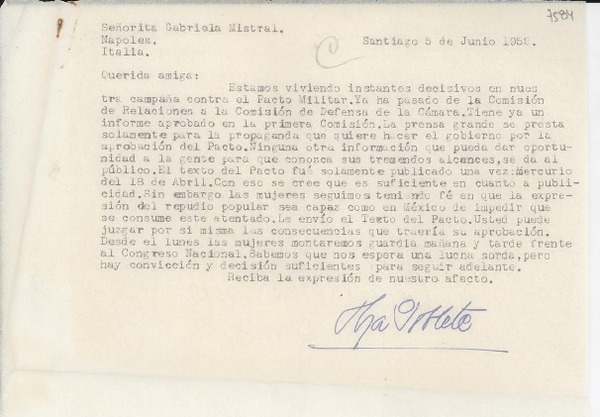 7584
Señorita Gabriela Mistral.
Napoles. Santiago 5 de Junio 1952.
Italia.
Querida amiga:
Estamos viviendo instantes decisivos en nues
tra campaña contra el Pacto Militar.Ya ha pasado de la Comisión
de Relaciones a la Comisión de Defensa de la Cámara.Tiene ya un
informe aprobado en la primera Comisión.La prensa grande se presta
solamente para la propaganda que quiere hacer el gobierno por la
aprobación del Pacto.Ninguna otra información que pueda dar oportu-
nidad a la gente para que conozca sus tremendos alcances,se da al
público.El texto del Pacto fué solamente publicado una vez:Mercurio
del 18 de Abril.Con eso se cree que es suficiente en cuanto a publi-
cidad. Sin embargo las mujeres seguimos teniendo fé en que la expre-
sión del repudio popular sea capaz como en México de impedir que
se consume este atentado.Le envío el Texto del Pacto.Usted puede
juzgar por si misma las consecuencias que traería su aprobación.
Desde el lunes las mujeres montaremos guardia mañana y tarde frente
al Congreso Nacional.Sabemos que nos espera una lucha sorda,pero
hay convicción y decisión suficientes para seguir adelante.
Reciba la expresión de nuestro afecto.
Olga Poblete